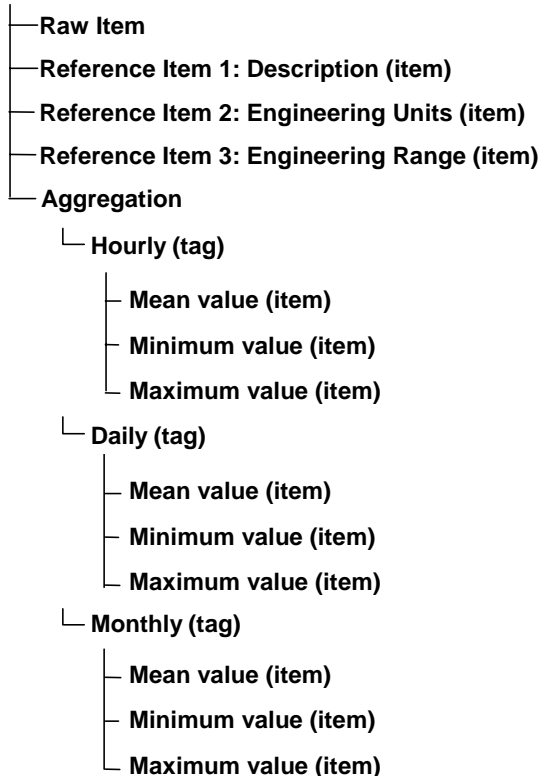 Raw Item
Reference Item 1: Description (item)
Reference Item 2: Engineering Units (item)
Reference Item 3: Engineering Range (item)
Aggregation
Hourly (tag)
Mean value (item)
Minimum value (item)
Maximum value (item)
Daily (tag)
Mean value (item)
Minimum value (item)
Maximum value (item)
Monthly (tag)
Mean value (item)
Minimum value (item)
Maximum value (item)